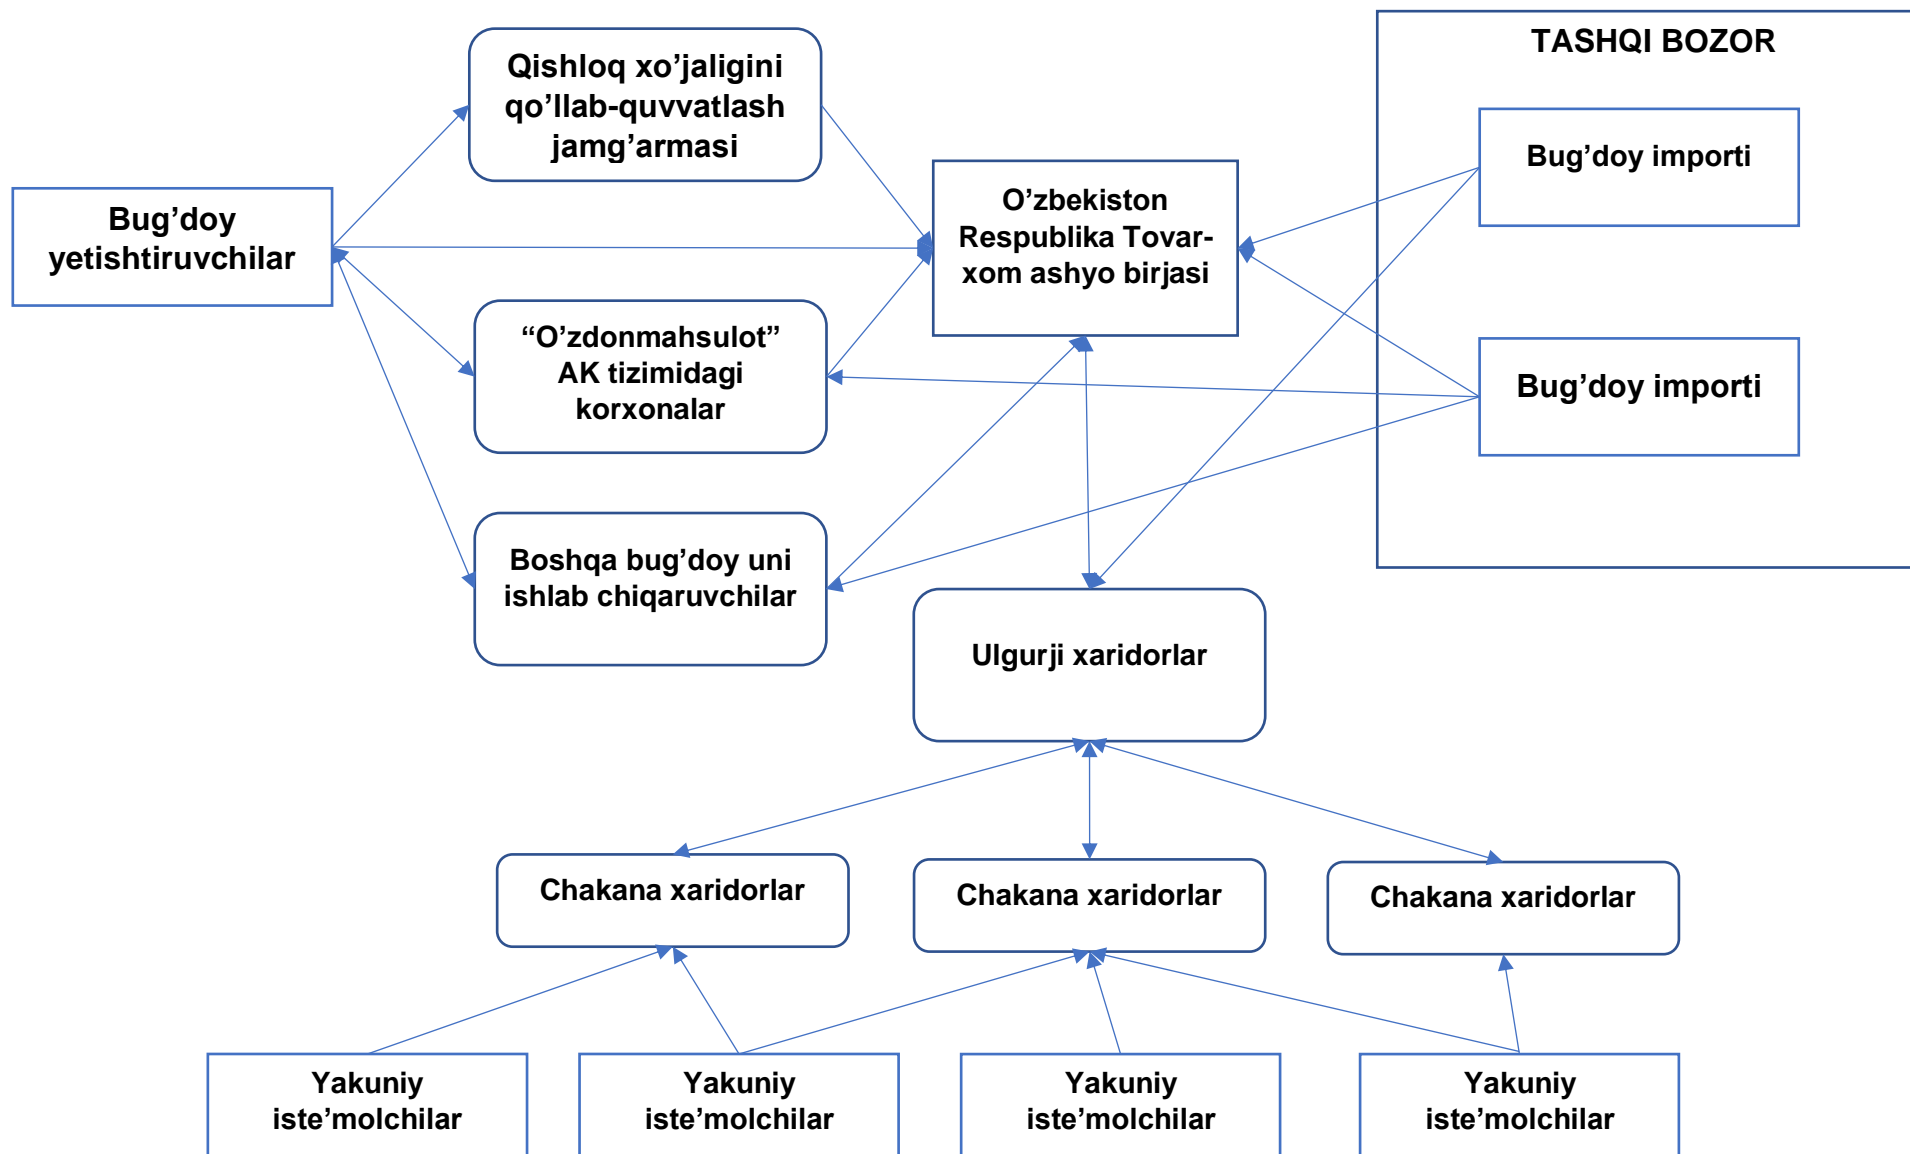 TASHQI BOZOR
Qishloq xo’jaligini
qo’llab-quvvatlash
jamg’armasi
Bug’doy importi
Bug’doy
yetishtiruvchilar
O’zbekiston
Respublika Tovar-
xom ashyo birjasi
“O’zdonmahsulot”
AK tizimidagi
korxonalar
Bug’doy importi
Boshqa bug’doy uni
ishlab chiqaruvchilar
Ulgurji xaridorlar
Chakana xaridorlar
Chakana xaridorlar
Chakana xaridorlar
Yakuniy
iste’molchilar
Yakuniy
iste’molchilar
Yakuniy
iste’molchilar
Yakuniy
iste’molchilar